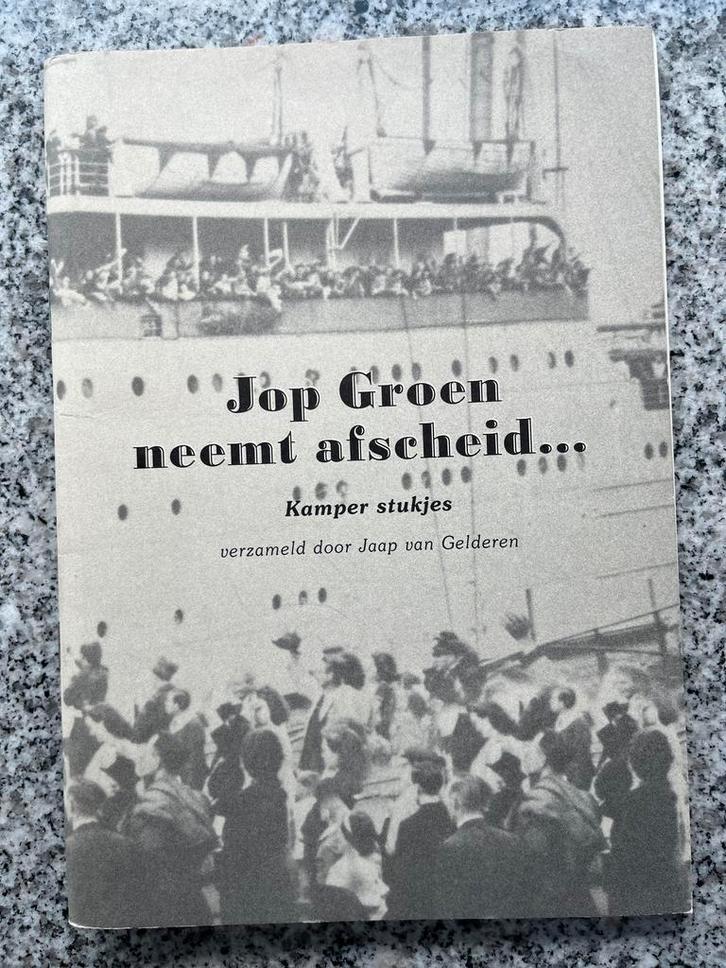 Jop Groen
neemt afscheid...
Kamper stukjes
verzameld door Jaap van Gelderen